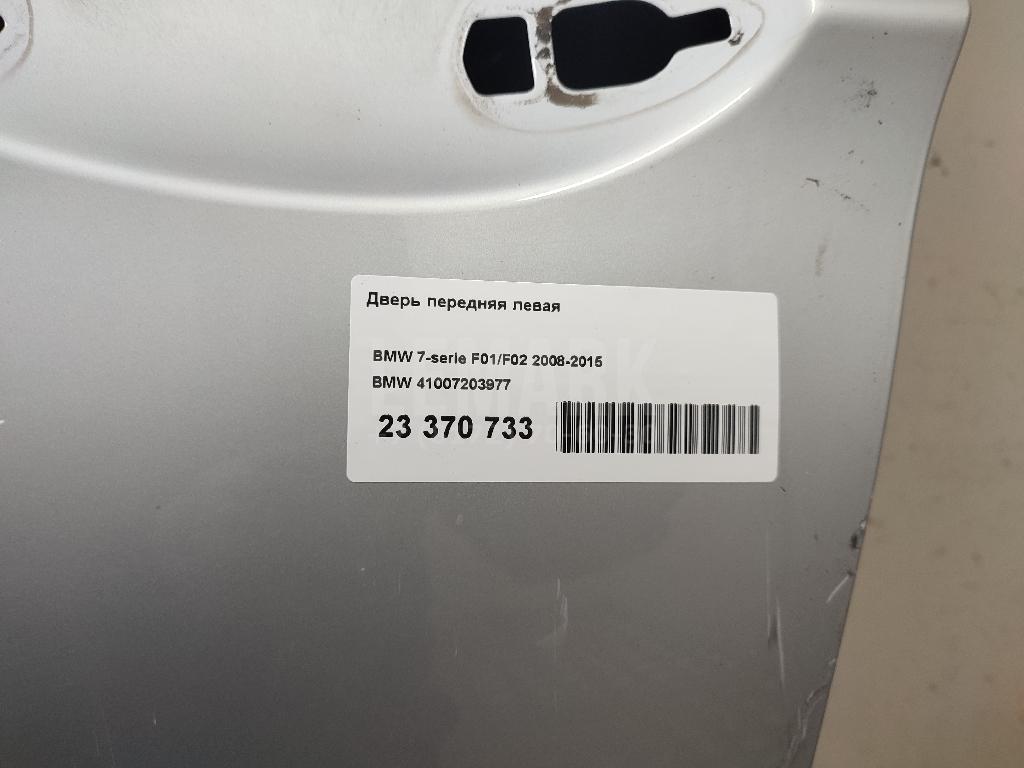 Дверь передняя левая
BMW 7-serie F01/F02 2008-2015
BMW 41007203977
23 370 733